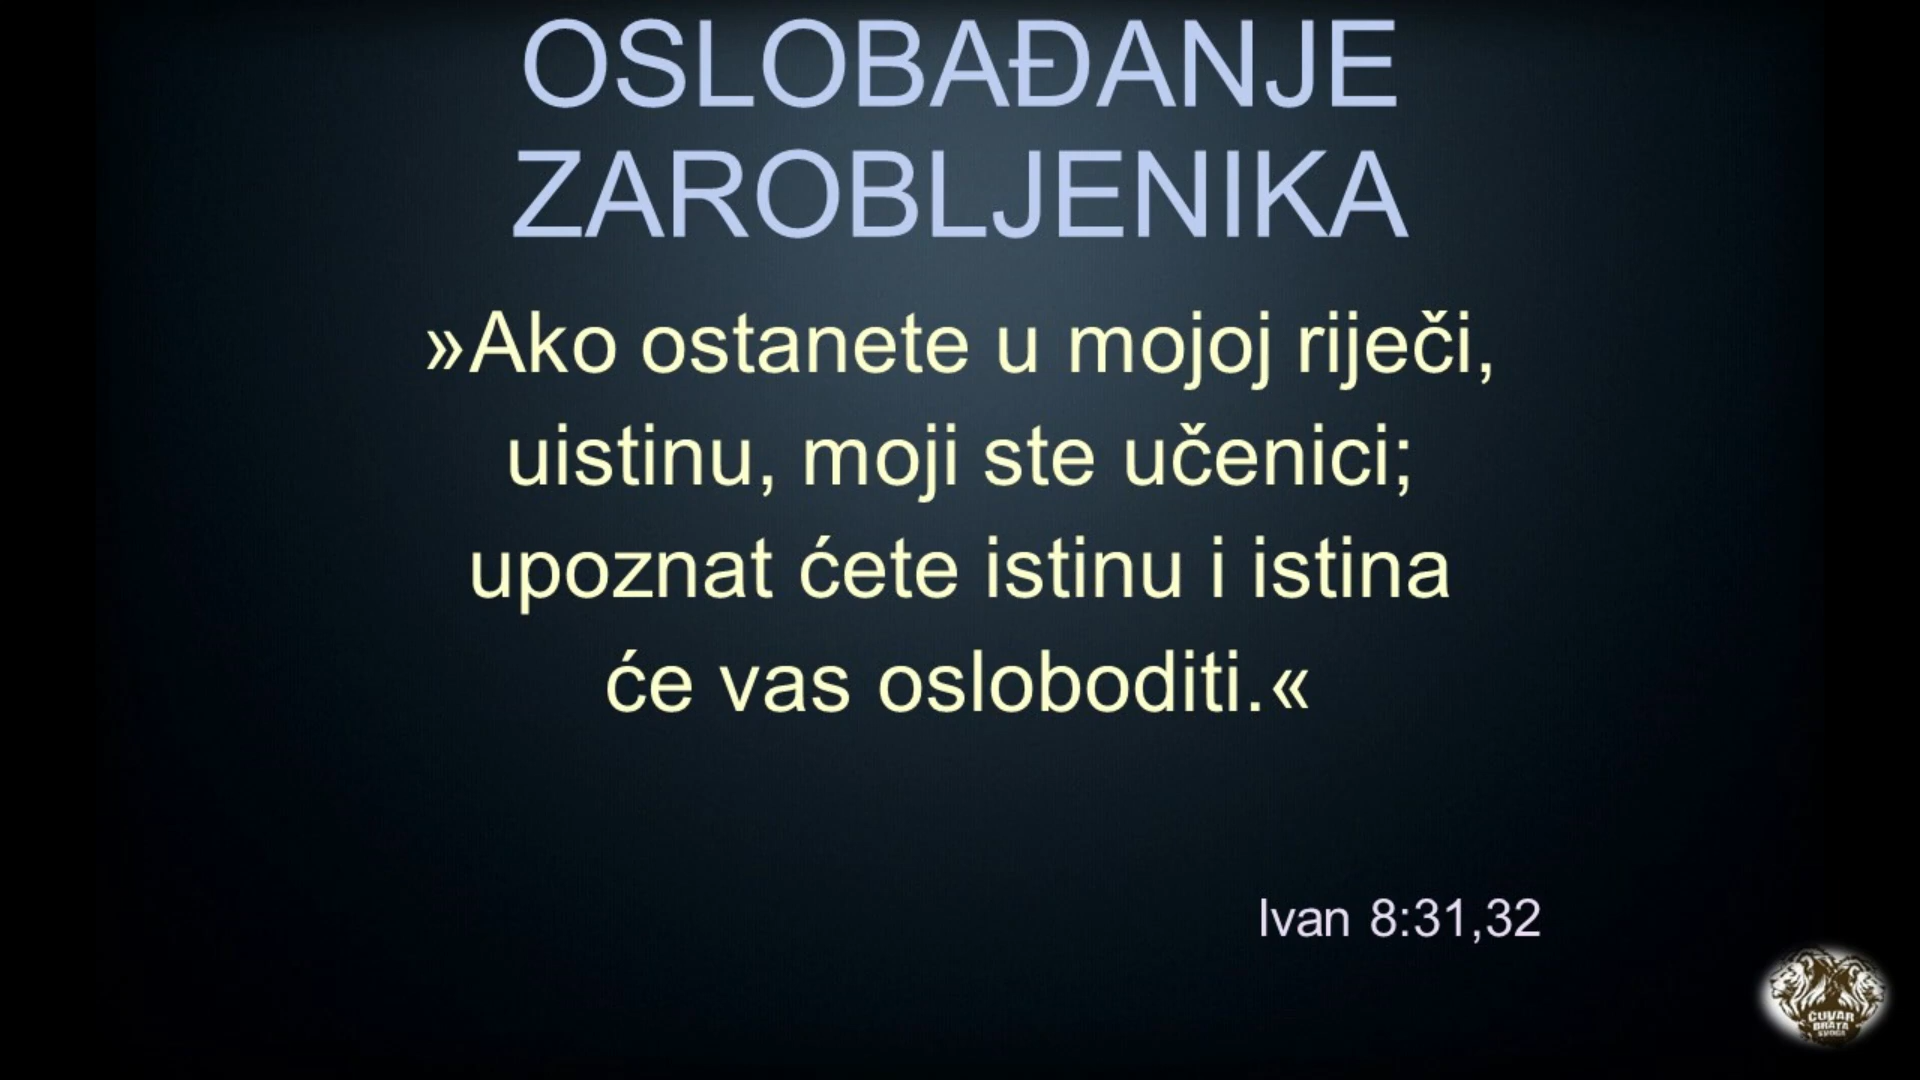 OSLOBAĐANJE
ZAROBLJENIKA
»Ako ostanete u mojoj riječi,
uistinu, moji ste učenici;
upoznat ćete istinu i istina
će vas osloboditi.«
Ivan 8:31,32
ČUVAR
BRATA
SVOGA